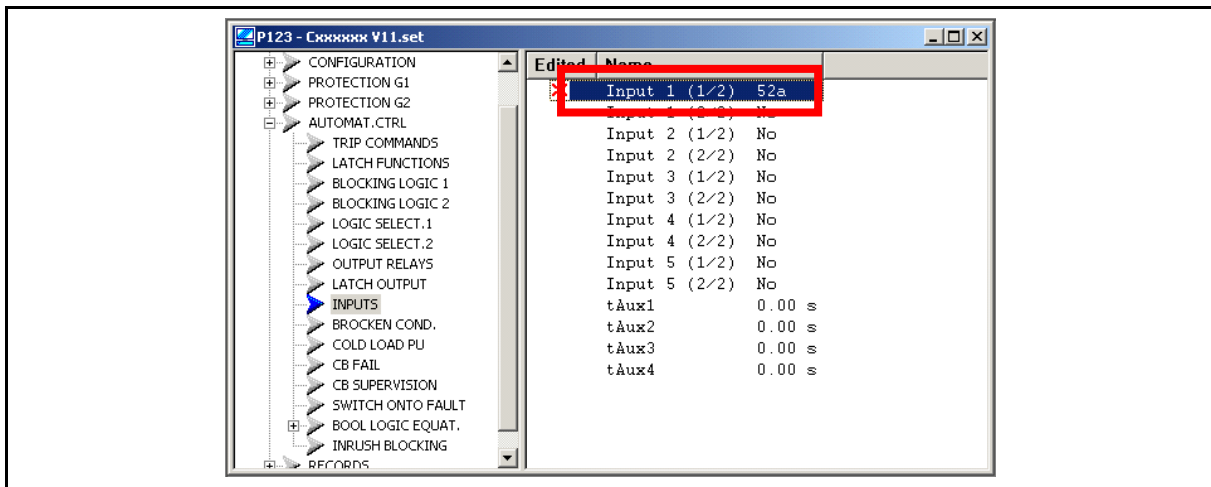 P123 - Cxxxxxx V11.set
CONFIGURATION
PROTECTION G1
PROTECTION G2
AUTOMAT.CTRL
TRIP COMMANDS
LATCH FUNCTIONS
BLOCKING LOGIC 1
BLOCKING LOGIC 2
LOGIC SELECT.1
LOGIC SELECT.2
OUTPUT RELAYS
LATCH OUTPUT
INPUTS
BROCKEN COND.
COLD LOAD PU
CB FAIL
CB SUPERVISION
SWITCH ONTO FAULT
BOOL LOGIC EQUAT.
INRUSH BLOCKING
RECORDS
Edited Name
Input 1 (1/2) 52a
Input 1 (2/2) No
Input 2 (1/2) No
Input 2 (2/2) No
Input 3 (1/2) No
Input 3 (2/2) No
Input 4 (1/2) No
Input 4 (2/2) No
Input 5 (1/2) No
Input 5 (2/2) No
tAux1 0.00 s
tAux2 0.00 s
tAux3 0.00 s
tAux4 0.00 s